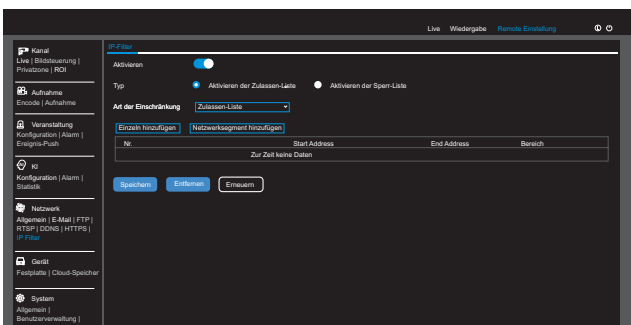 Live Wiedergabe Remote Einstellung
Kanal
Live | Bildsteuerung |
Privatzone | ROI
Aufnahme
Encode | Aufnahme
Veranstaltung
Konfiguration | Alarm |
Ereignis-Push
KI
Konfiguration | Alarm |
Statistik
Netzwerk
Allgemein | E-Mail | FTP |
RTSP | DDNS | HTTPS |
IP Filter
Gerät
Festplatte | Cloud-Speicher
System
Allgemein |
Benutzerverwaltung |
IP-Filter
Aktivieren
Typ Aktivieren der Zulassen-Liste Aktivieren der Sperr-Liste
Art der Einschränkung Zulassen-Liste
Einzeln hinzufügen Netzwerksegment hinzufügen
Nr. Start Address End Address Bereich
Zur Zeit keine Daten
Speichern Entfernen Erneuern